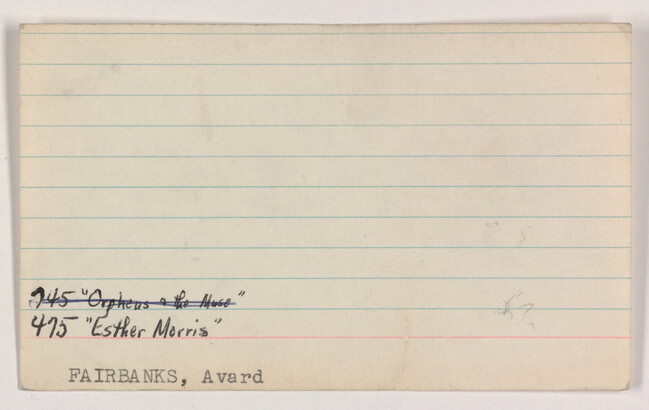 745 "Orpheus & the Muse"
475 "Esther Morris"
FAIRBANKS, Avard